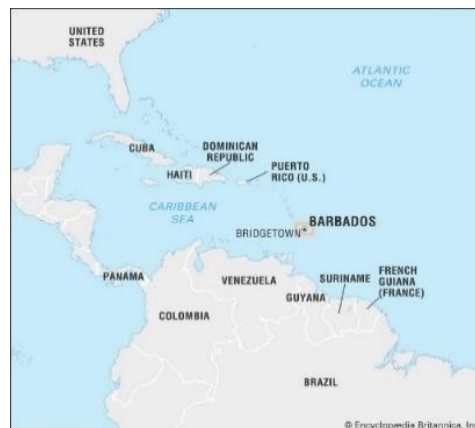 UNITED
STATES
ATLANTIC
OCEAN
CUBA
DOMINICAN
REPUBLIC
HAITI
PUERTO
RICO (U.S.)
CARIBBEAN
SEA
BARBADOS
BRIDGETOWN
PANAMA
VENEZUELA
SURINAME
FRENCH
GUIANA
(FRANCE)
GUYANA
COLOMBIA
BRAZIL
© Encyclopædia Britannica, In